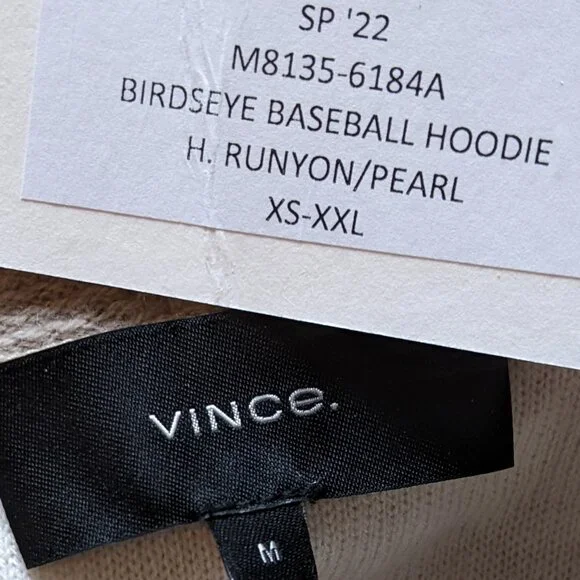 SP '22
M8135-6184A
BIRDSEYE BASEBALL HOODIE
H. RUNYON/PEARL
XS-XXL
VINCe.
M